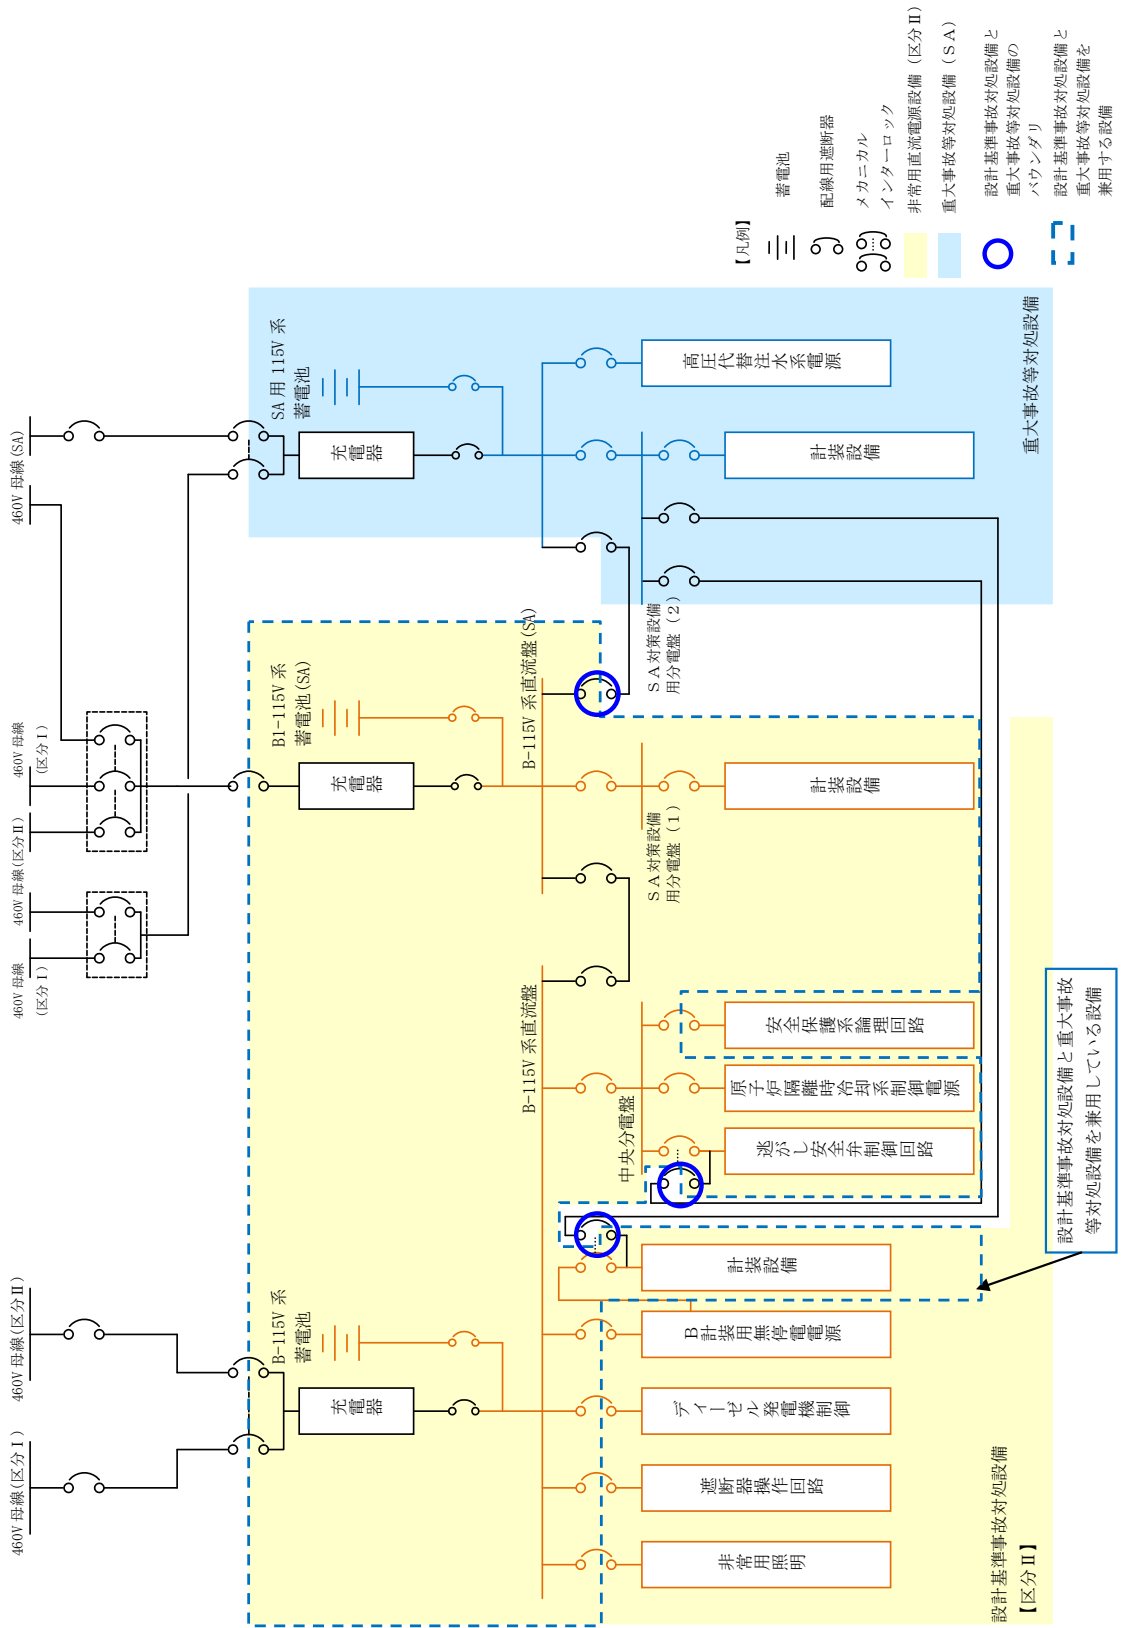 460V 母線(区分Ⅰ)
460V 母線(区分Ⅱ)
460V 母線
(区分Ⅰ)
460V 母線(区分Ⅱ)
460V 母線
(区分Ⅰ)
460V 母線(SA)
B-115V 系
蓄電池
充電器
B1-115V 系
蓄電池(SA)
充電器
SA 用 115V 系
蓄電池
充電器
B-115V 系直流盤
B-115V 系直流盤(SA)
中央分電盤
SA対策設備
用分電盤(1)
SA対策設備
用分電盤(2)
非常用照明
遮断器操作回路
ディーゼル発電機制御
B計装用無停電電源
計装設備
逃がし安全弁制御回路
原子炉隔離時冷却系制御電源
安全保護系論理回路
計装設備
計装設備
高圧代替注水系電源
設計基準事故対処設備
【区分Ⅱ】
重大事故等対処設備
設計基準事故対処設備と重大事故
等対処設備を兼用している設備
【凡例】
蓄電池
配線用遮断器
メカニカル
インターロック
非常用直流電源設備(区分Ⅱ)
重大事故等対処設備(SA)
設計基準事故対処設備と
重大事故等対処設備の
バウンダリ
設計基準事故対処設備と
重大事故等対処設備を
兼用する設備